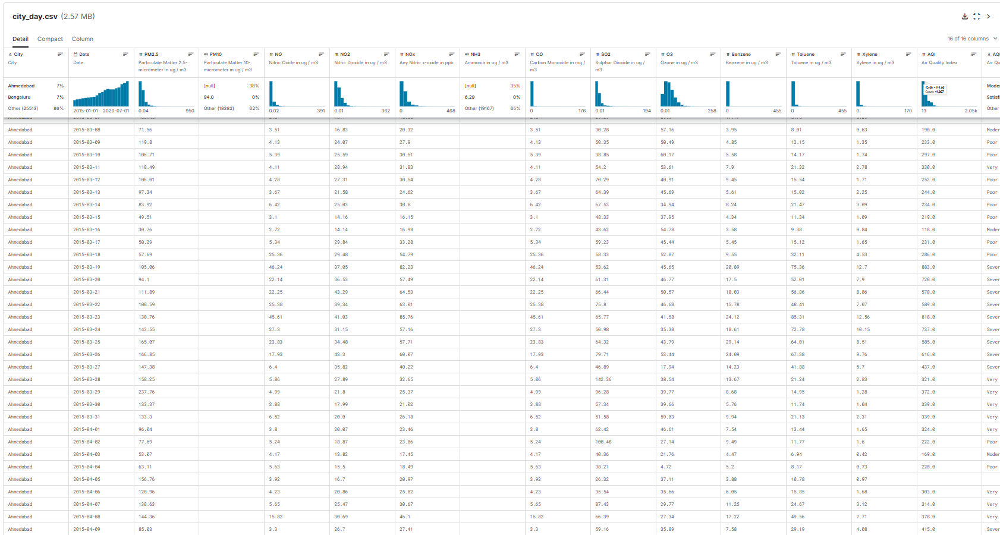 city_day.csv (2.57 MB)
Detail Compact Column
16 of 16 columns
City Date PM2.5 PM10 NO NO2 NOx NH3 CO SO2 O3 Benzene Toluene Xylene AQI
City Date Particulate Matter 2.5-micrometer in ug / m3 Particulate Matter 10-micrometer in ug / m3 Nitric Oxide in ug / m3 Nitric Dioxide in ug / m3 Any Nitric x-oxide in ppb Ammonia in ug / m3 Carbon Monoxide in mg / m3 Sulphur Dioxide in ug / m3 Ozone in ug / m3 Benzene in ug / m3 Toluene in ug / m3 Xylene in ug / m3 Air Quality Index Air Qu
Ahmedabad 7% [null] 38% [null] 35% Moder
Bengaluru 7% 94.0 0% 6.29 0% Satisf
Other (25513) 86% Other (18382) 62% Other (19167) 65% Other
13.00 - 114.88
Count: 11,987
2015-01-01 2020-07-01 0.04 950 0.02 391 0.01 362 0 468 0 176 0.01 194 0.01 258 0 455 0 455 0 170 13 2.05k
Ahmedabad 2015-03-08 71.56 3.51 16.83 20.32 3.51 30.28 57.16 3.95 8.01 0.63 190.0 Moder
Ahmedabad 2015-03-09 119.8 4.13 24.07 27.9 4.13 50.35 50.49 4.85 12.15 1.35 233.0 Poor
Ahmedabad 2015-03-10 106.71 5.39 25.59 30.51 5.39 38.85 60.17 5.58 14.17 1.74 297.0 Poor
Ahmedabad 2015-03-11 118.49 4.11 28.94 31.83 4.11 54.2 53.61 7.9 21.32 2.78 330.0 Very
Ahmedabad 2015-03-12 106.01 4.28 27.31 30.54 4.28 70.29 40.91 9.45 15.54 1.71 252.0 Poor
Ahmedabad 2015-03-13 97.34 3.67 21.58 24.62 3.67 64.39 45.69 5.61 15.02 2.25 244.0 Poor
Ahmedabad 2015-03-14 83.92 6.42 25.03 30.8 6.42 67.53 34.94 8.24 21.47 3.09 234.0 Poor
Ahmedabad 2015-03-15 49.51 3.1 14.16 16.15 3.1 48.33 37.95 4.34 11.34 1.09 219.0 Poor
Ahmedabad 2015-03-16 30.76 2.72 14.14 16.98 2.72 43.62 54.78 3.58 9.38 0.84 118.0 Moder
Ahmedabad 2015-03-17 50.29 5.34 29.84 33.28 5.34 59.23 45.44 5.45 15.12 1.65 231.0 Poor
Ahmedabad 2015-03-18 57.69 25.36 29.48 54.79 25.36 58.33 52.87 9.55 32.11 4.53 286.0 Poor
Ahmedabad 2015-03-19 105.06 46.24 37.05 82.23 46.24 53.62 45.65 20.89 75.36 12.7 883.0 Sever
Ahmedabad 2015-03-20 94.1 22.14 36.53 57.49 22.14 61.31 46.77 17.5 52.01 7.9 720.0 Sever
Ahmedabad 2015-03-21 111.89 22.25 43.29 64.53 22.25 66.44 50.57 18.03 56.86 8.86 570.0 Sever
Ahmedabad 2015-03-22 108.59 25.38 39.34 63.01 25.38 75.8 46.68 15.78 48.41 7.07 589.0 Sever
Ahmedabad 2015-03-23 130.76 45.61 41.03 85.76 45.61 65.77 41.58 24.12 85.31 12.56 818.0 Sever
Ahmedabad 2015-03-24 143.55 27.3 31.15 57.16 27.3 50.98 35.38 18.61 72.78 10.15 737.0 Sever
Ahmedabad 2015-03-25 165.07 23.83 34.48 57.71 23.83 64.32 43.79 29.14 64.01 8.51 585.0 Sever
Ahmedabad 2015-03-26 166.85 17.93 43.3 60.07 17.93 79.71 53.44 24.09 67.38 9.76 616.0 Sever
Ahmedabad 2015-03-27 147.38 6.4 35.82 40.22 6.4 46.89 17.94 14.23 41.88 5.7 437.0 Sever
Ahmedabad 2015-03-28 158.25 5.86 27.89 32.65 5.86 142.36 38.54 13.67 21.24 2.83 321.0 Very
Ahmedabad 2015-03-29 237.76 4.99 21.8 25.37 4.99 96.28 39.77 8.68 14.95 1.28 372.0 Very
Ahmedabad 2015-03-30 133.37 3.88 17.99 21.02 3.88 57.34 39.66 5.76 11.74 1.04 339.0 Very
Ahmedabad 2015-03-31 133.3 6.52 20.0 26.18 6.52 51.58 59.03 9.94 21.13 2.31 339.0 Very
Ahmedabad 2015-04-01 96.04 3.8 20.07 23.46 3.8 62.42 46.61 7.54 13.44 1.65 324.0 Very
Ahmedabad 2015-04-02 77.69 5.24 18.87 23.06 5.24 100.48 27.14 9.49 11.77 1.6 222.0 Poor
Ahmedabad 2015-04-03 53.07 4.17 13.82 17.45 4.17 40.36 21.76 4.47 6.94 0.42 169.0 Moder
Ahmedabad 2015-04-04 63.11 5.63 15.5 18.49 5.63 38.21 4.72 5.2 8.17 0.73 220.0 Poor
Ahmedabad 2015-04-05 156.76 3.92 16.7 20.97 3.92 26.32 37.11 3.88 10.78 0.97
Ahmedabad 2015-04-06 120.96 4.23 20.86 25.02 4.23 35.54 35.66 6.05 15.85 1.68 303.0 Very
Ahmedabad 2015-04-07 138.63 5.65 25.47 30.67 5.65 87.43 29.77 11.25 24.67 3.12 314.0 Very
Ahmedabad 2015-04-08 144.36 15.82 30.69 46.1 15.82 66.39 27.34 17.22 49.56 7.71 378.0 Very
Ahmedabad 2015-04-09 85.03 3.3 26.7 27.41 3.3 59.16 35.89 7.58 29.19 4.08 415.0 Sever